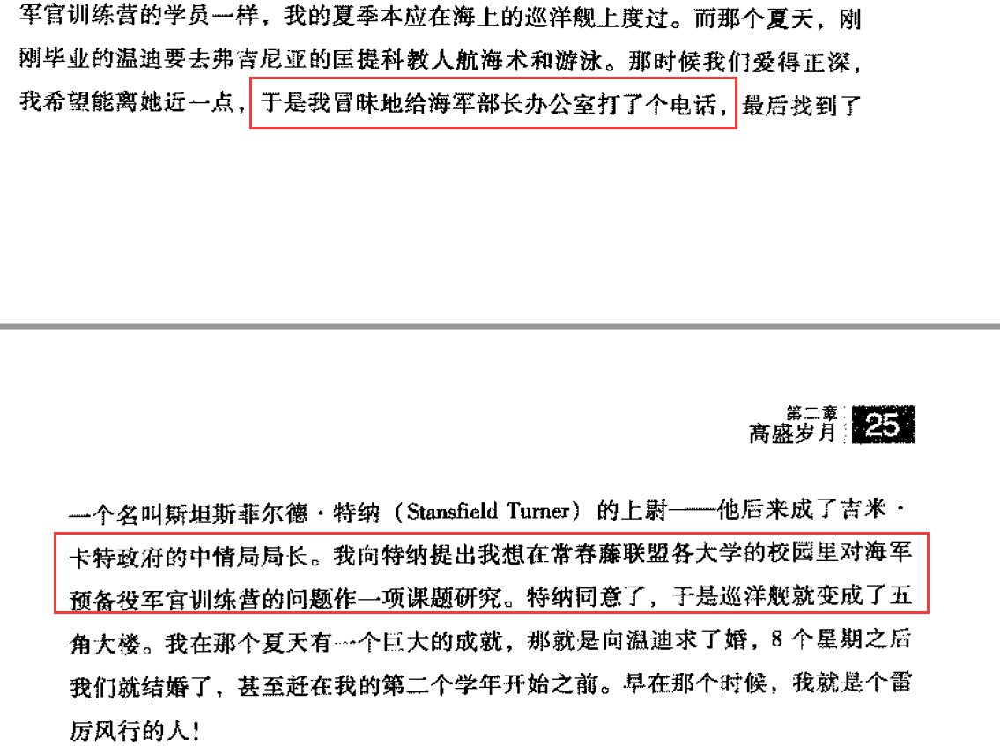 军官训练营的学员一样，我的夏季本应在海上的巡洋舰上度过。而那个夏天，刚
刚毕业的温迪要去弗吉尼亚的匡提科教人航海术和游泳。那时候我们爱得正深，
我希望能离她近一点，于是我冒昧地给海军部长办公室打了个电话，最后找到了
第二章
高盛岁月
25
一个名叫斯坦斯菲尔德·特纳（Stansfield Turner）的上尉——他后来成了吉米·
卡特政府的中情局局长。我向特纳提出我想在常春藤联盟各大学的校园里对海军
预备役军官训练营的问题作一项课题研究。特纳同意了，于是巡洋舰就变成了五
角大楼。我在那个夏天有一个巨大的成就，那就是向温迪求了婚，8 个星期之后
我们就结婚了，甚至赶在我的第二个学年开始之前。早在那个时候，我就是个雷
厉风行的人！